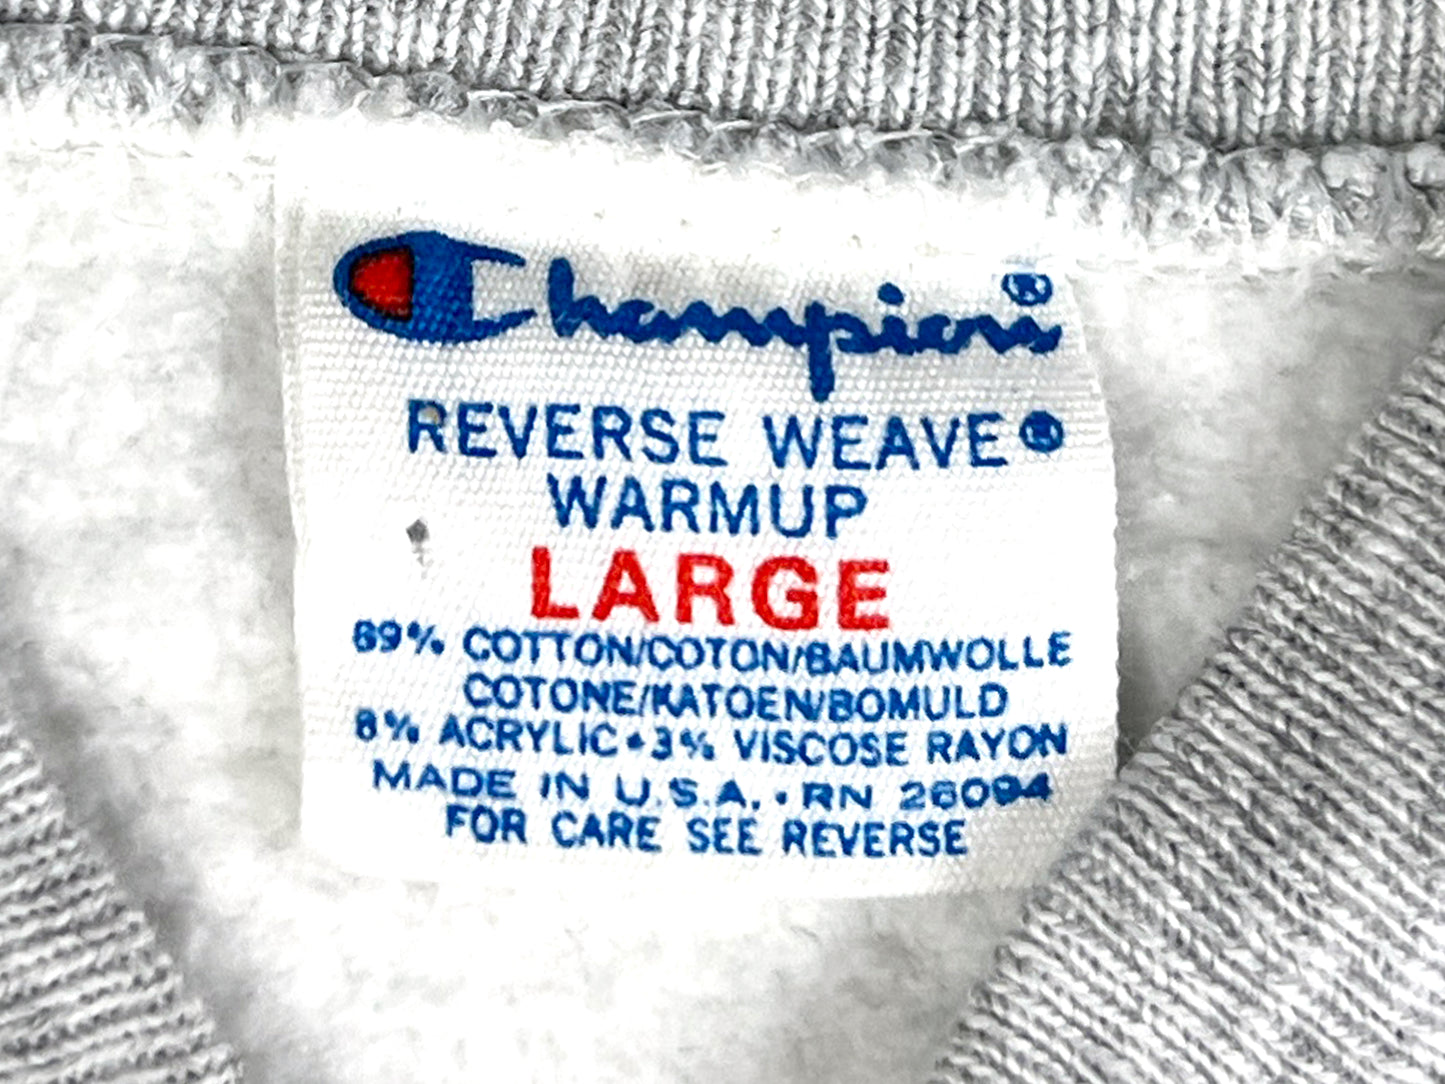 Champion®
REVERSE WEAVE®
WARMUP
LARGE
89% COTTON/COTON/BAUMWOLLE
COTONE/KATOEN/BOMULD
8% ACRYLIC • 3% VISCOSE RAYON
MADE IN U.S.A. • RN 26094
FOR CARE SEE REVERSE